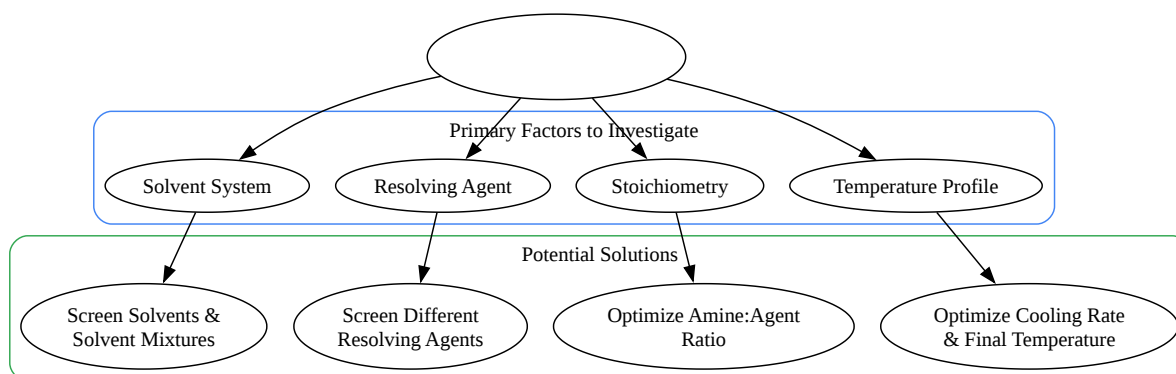 Primary Factors to Investigate
Solvent System
Resolving Agent
Stoichiometry
Temperature Profile
Potential Solutions
Screen Solvents &
Solvent Mixtures
Screen Different
Resolving Agents
Optimize Amine:Agent
Ratio
Optimize Cooling Rate
& Final Temperature